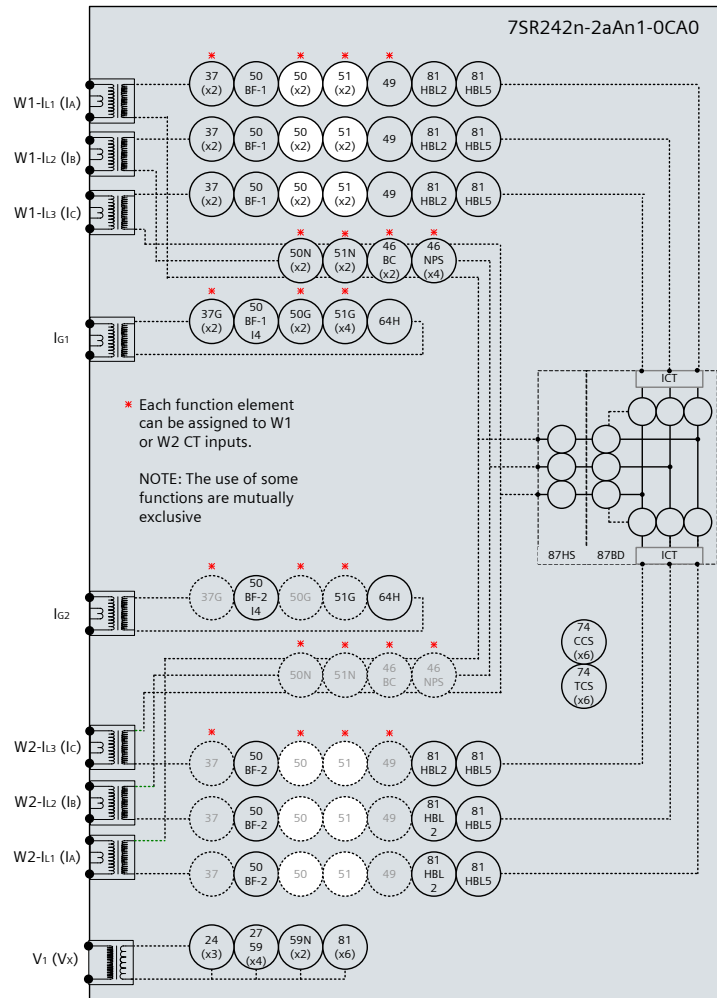 7SR242n-2aAn1-0CA0
W1-IL1 (IA)
37 (x2)
50 BF-1
50 (x2)
51 (x2)
49
81 HBL2
81 HBL5
W1-IL2 (IB)
37 (x2)
50 BF-1
50 (x2)
51 (x2)
49
81 HBL2
81 HBL5
W1-IL3 (IC)
37 (x2)
50 BF-1
50 (x2)
51 (x2)
49
81 HBL2
81 HBL5
50N (x2)
51N (x2)
46 BC (x2)
46 NPS (x4)
IG1
37G (x2)
50 BF-1 I4
50G (x2)
51G (x4)
64H
ICT
* Each function element
can be assigned to W1
or W2 CT inputs.
NOTE: The use of some
functions are mutually
exclusive
87HS
87BD
ICT
IG2
37G
50 BF-2 I4
50G
51G
64H
74 CCS (x6)
74 TCS (x6)
50N
51N
46 BC
46 NPS
W2-IL3 (IC)
37
50 BF-2
50
51
49
81 HBL2
81 HBL5
W2-IL2 (IB)
37
50 BF-2
50
51
49
81 HBL 2
81 HBL5
W2-IL1 (IA)
37
50 BF-2
50
51
49
81 HBL 2
81 HBL5
V1 (VX)
24 (x3)
27 59 (x4)
59N (x2)
81 (x6)